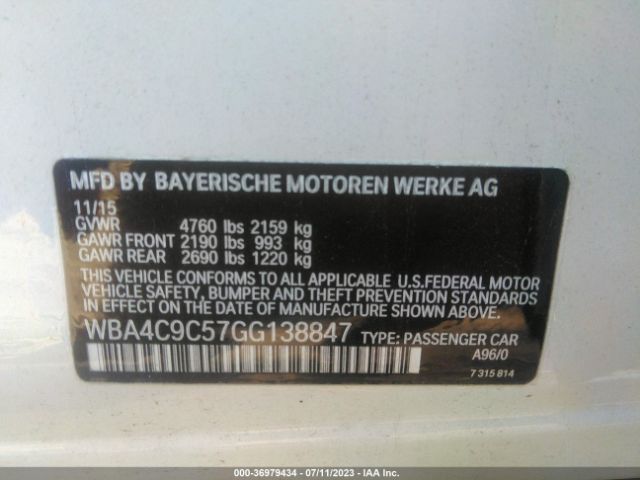 MFD BY BAYERISCHE MOTOREN WERKE AG
11/15
GVWR 4760 lbs 2159 kg
GAWR FRONT 2190 lbs 993 kg
GAWR REAR 2690 lbs 1220 kg
THIS VEHICLE CONFORMS TO ALL APPLICABLE U.S.FEDERAL MOTOR
VEHICLE SAFETY, BUMPER AND THEFT PREVENTION STANDARDS
IN EFFECT ON THE DATE OF MANUFACTURE SHOWN ABOVE.
WBA4C9C57GG138847 TYPE: PASSENGER CAR
A96/0
7 315 814
000-36979434 - 07/11/2023 - IAA Inc.